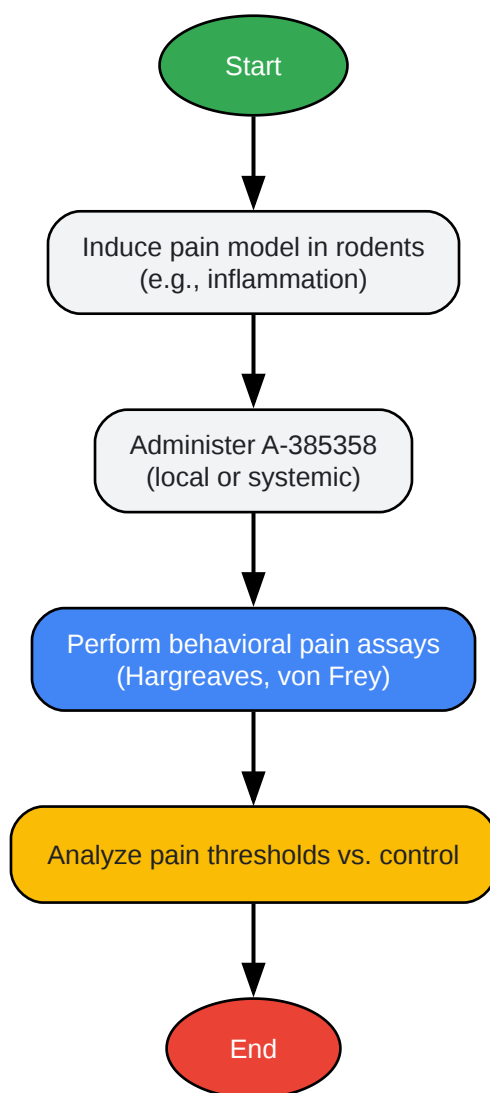 Start
Induce pain model in rodents
(e.g., inflammation)
Administer A-385358
(local or systemic)
Perform behavioral pain assays
(Hargreaves, von Frey)
Analyze pain thresholds vs. control
End